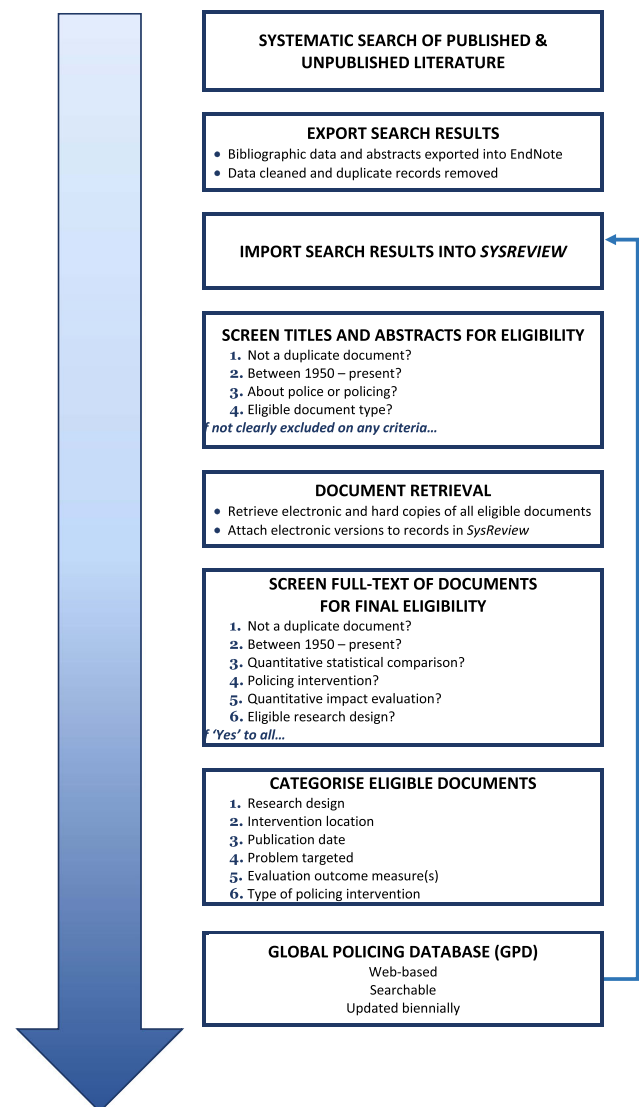 SYSTEMATIC SEARCH OF PUBLISHED &
UNPUBLISHED LITERATURE
EXPORT SEARCH RESULTS
• Bibliographic data and abstracts exported into EndNote
• Data cleaned and duplicate records removed
IMPORT SEARCH RESULTS INTO SYSREVIEW
SCREEN TITLES AND ABSTRACTS FOR ELIGIBILITY
1. Not a duplicate document?
2. Between 1950 – present?
3. About police or policing?
4. Eligible document type?
f not clearly excluded on any criteria…
DOCUMENT RETRIEVAL
• Retrieve electronic and hard copies of all eligible documents
• Attach electronic versions to records in SysReview
SCREEN FULL-TEXT OF DOCUMENTS
FOR FINAL ELIGIBILITY
1. Not a duplicate document?
2. Between 1950 – present?
3. Quantitative statistical comparison?
4. Policing intervention?
5. Quantitative impact evaluation?
6. Eligible research design?
f ‘Yes’ to all…
CATEGORISE ELIGIBLE DOCUMENTS
1. Research design
2. Intervention location
3. Publication date
4. Problem targeted
5. Evaluation outcome measure(s)
6. Type of policing intervention
GLOBAL POLICING DATABASE (GPD)
Web-based
Searchable
Updated biennially